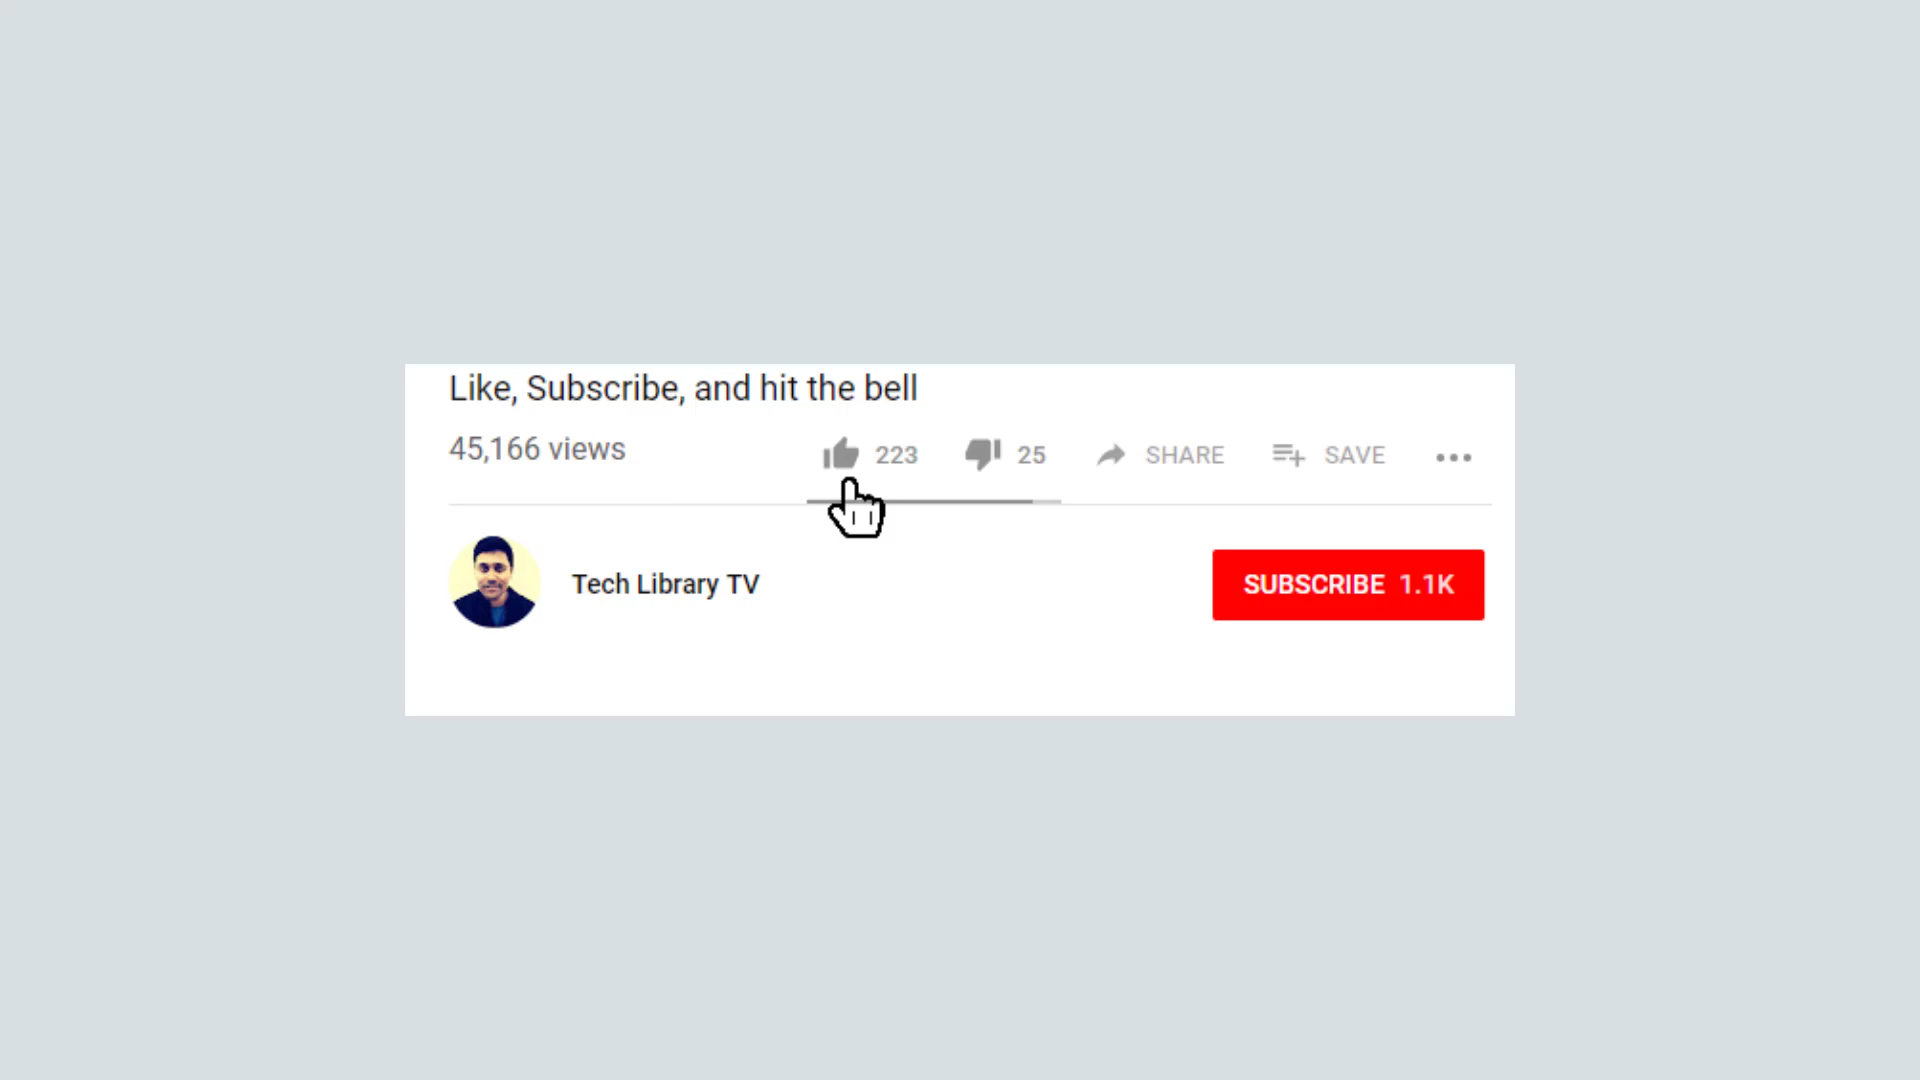 Like, Subscribe, and hit the bell
45,166 views 223 25 SHARE SAVE
Tech Library TV SUBSCRIBE 1.1K